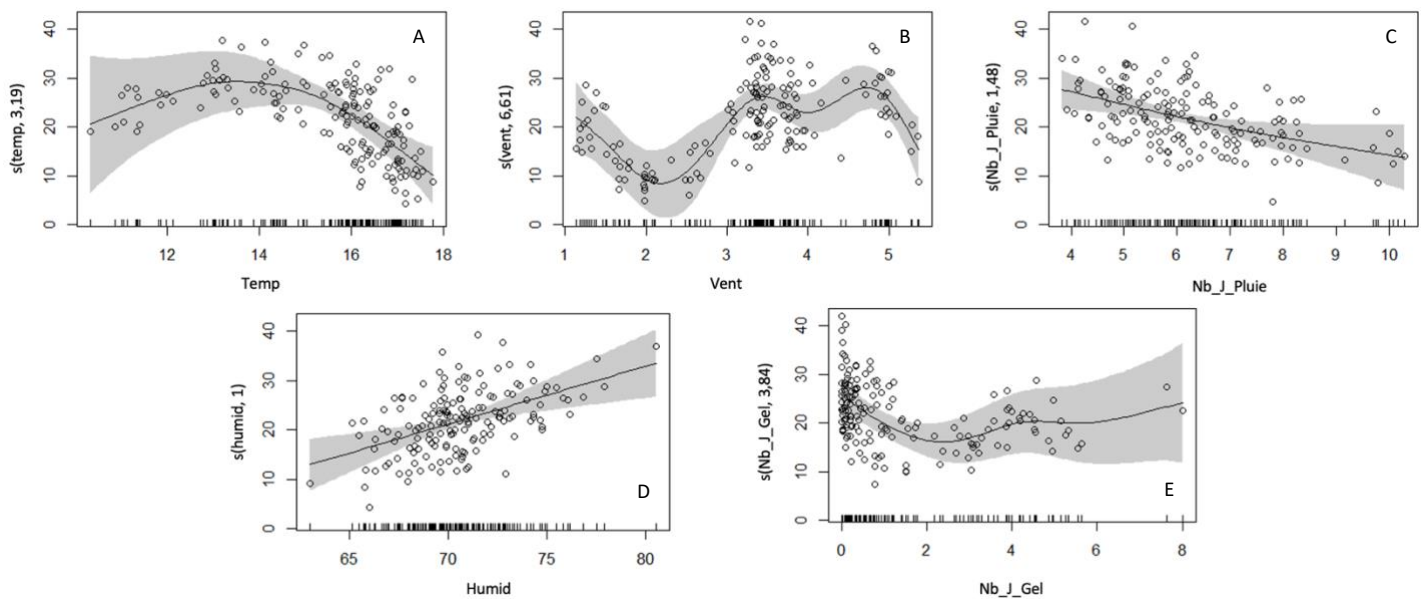 A
s(temp, 3,19)
40
30
20
10
0
12 14 16
Temp
B
s(vent, 6,61)
40
30
20
10
0
1 2 3 4 5
Vent
C
s(Nb_J_Pluie, 1,48)
40
30
20
10
0
4 5 6 7 8 9 10
Nb_J_Pluie
D
s(humid, 1)
40
30
20
10
0
65 70 75 80
Humid
E
s(Nb_J_Gel, 3,84)
40
30
20
10
0
0 2 4 6 8
Nb_J_Gel